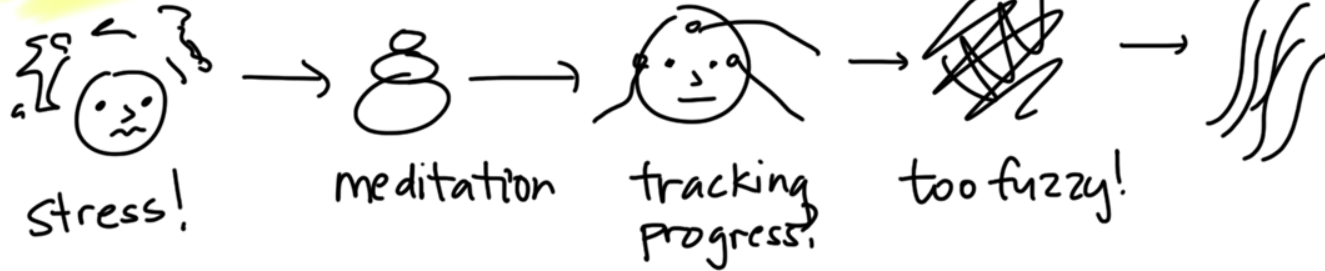 stress!
meditation
tracking
progress?
too fuzzy!